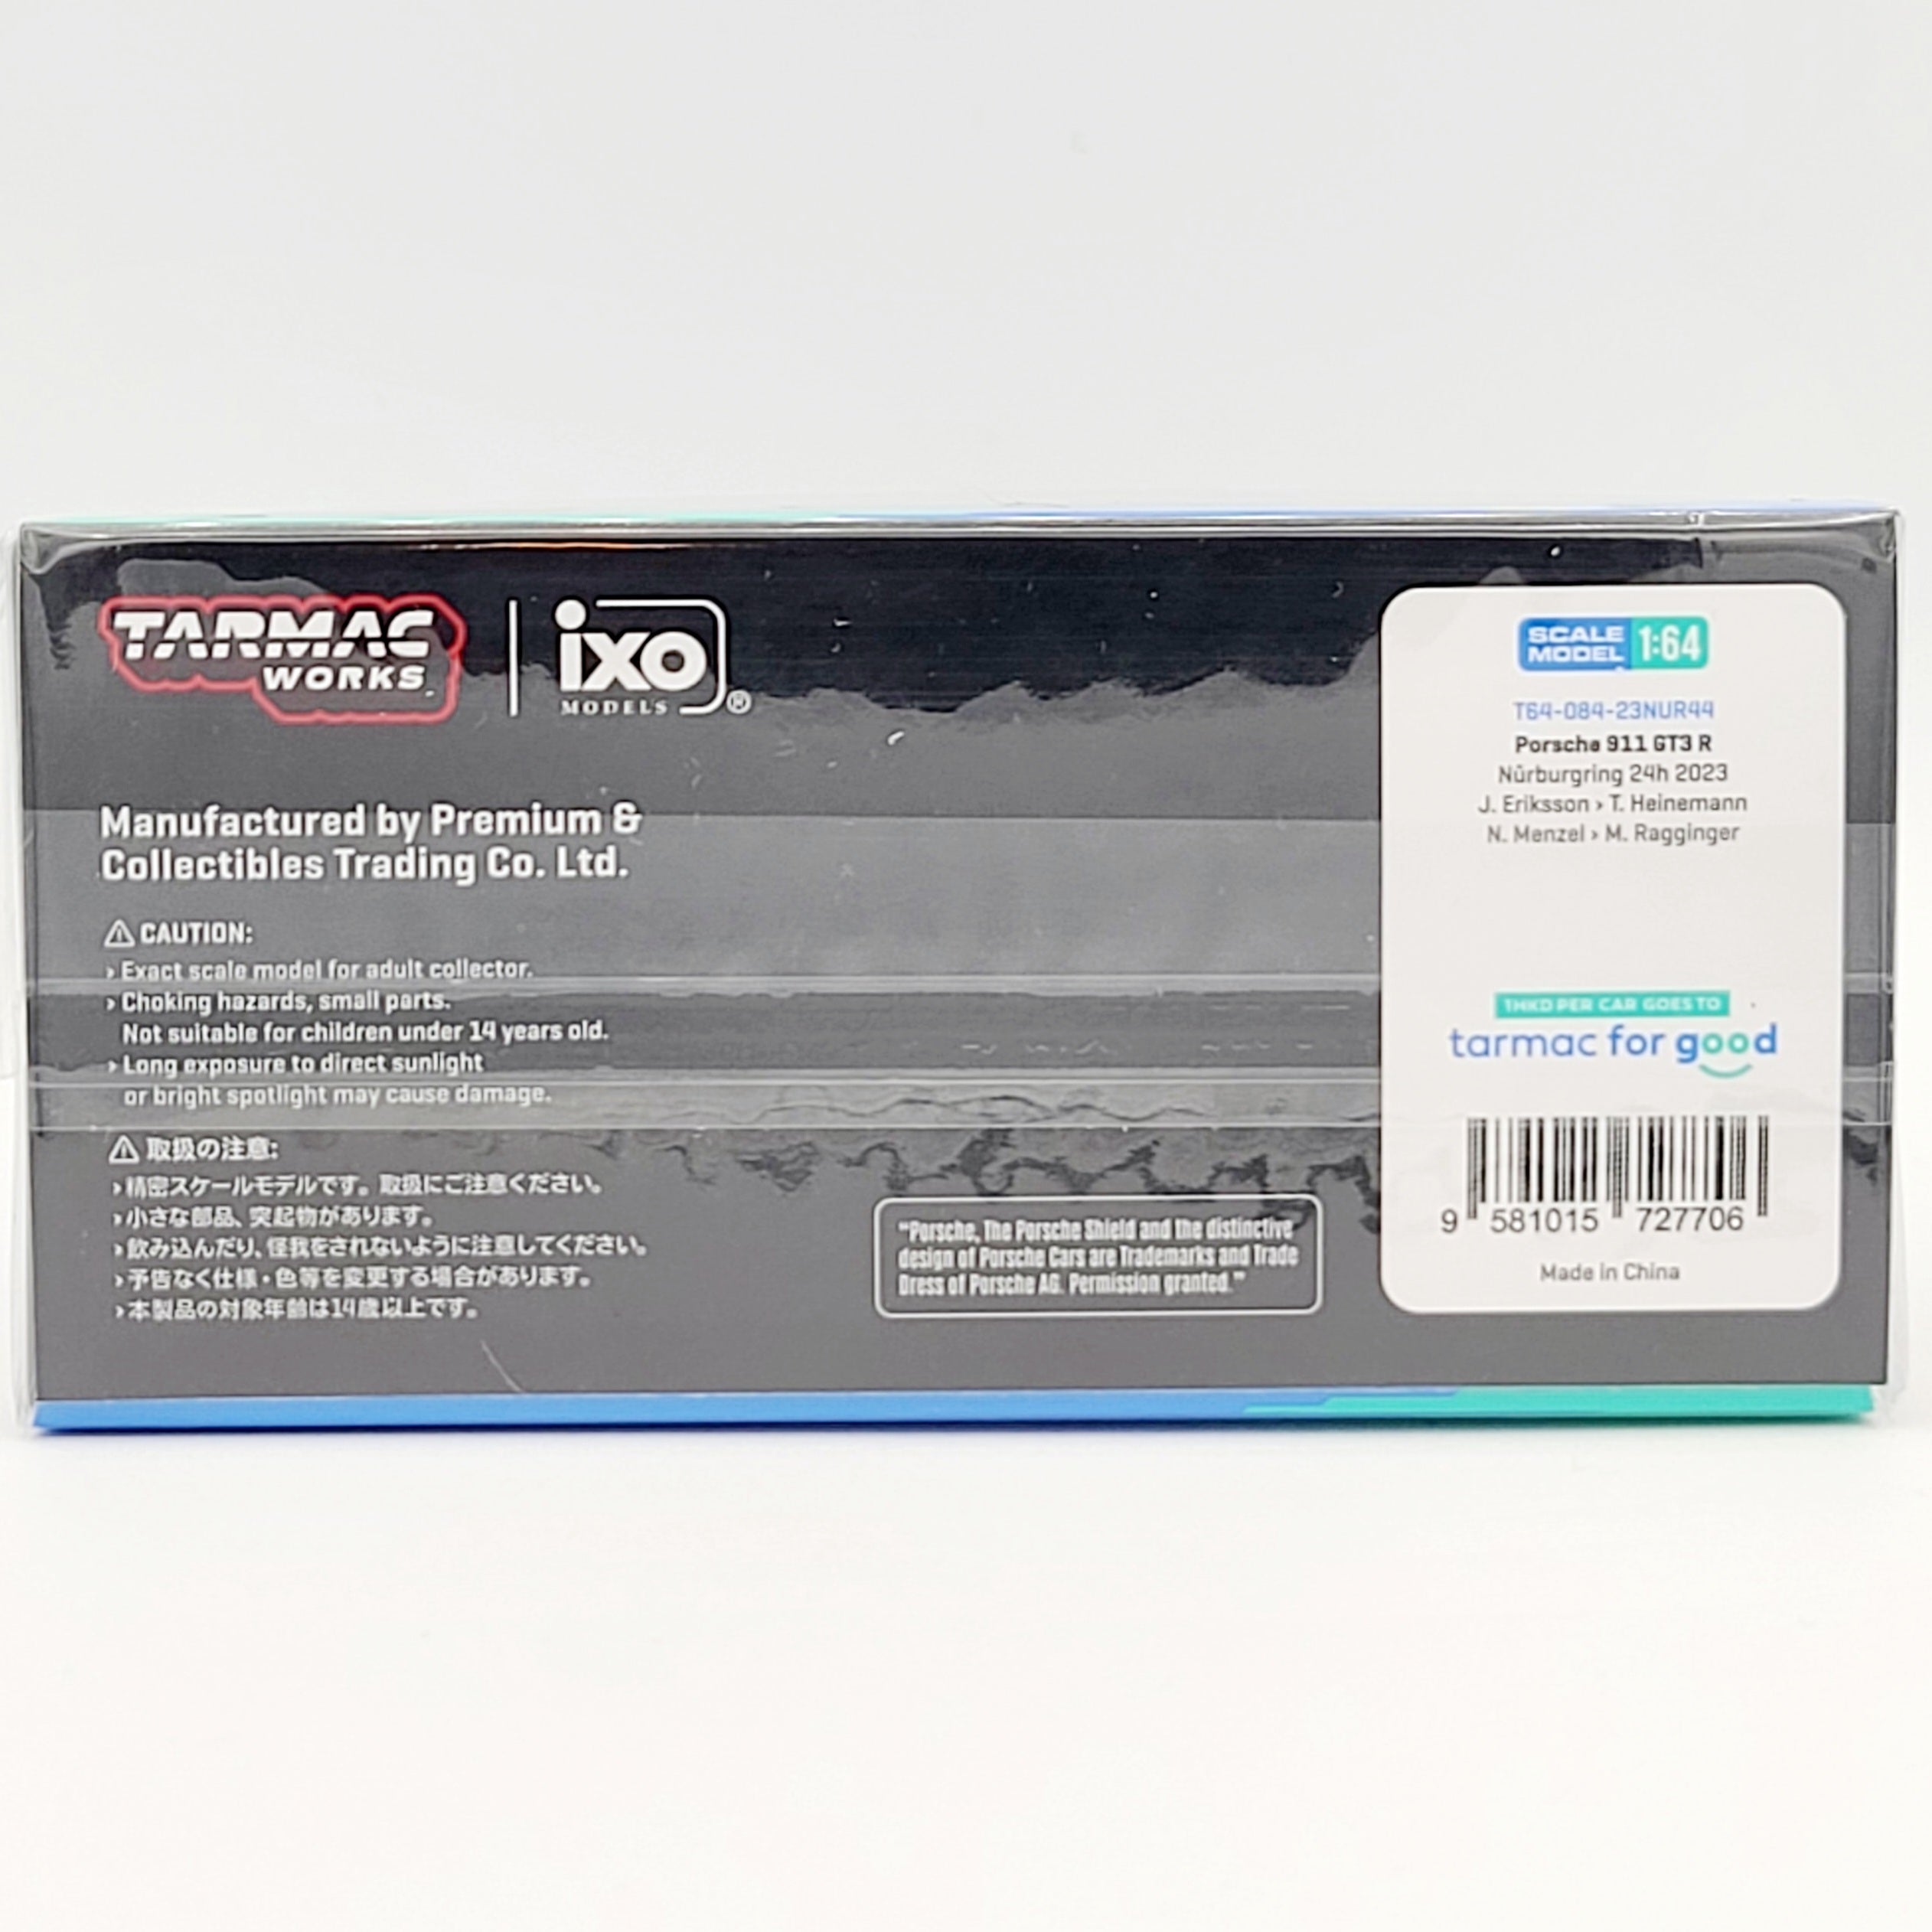 TARMAC
WORKS
ixo
MODELS ®
Manufactured by Premium &
Collectibles Trading Co. Ltd.
⚠ CAUTION:
› Exact scale model for adult collector.
› Choking hazards, small parts.
Not suitable for children under 14 years old.
› Long exposure to direct sunlight
or bright spotlight may cause damage.
⚠ 取扱の注意:
› 精密スケールモデルです。取扱にご注意ください。
› 小さな部品、突起物があります。
› 飲み込んだり、怪我をされないように注意してください。
› 予告なく仕様・色等を変更する場合があります。
› 本製品の対象年齢は14歳以上です。
"Porsche, The Porsche Shield and the distinctive
design of Porsche Cars are Trademarks and Trade
Dress of Porsche AG. Permission granted."
SCALE
MODEL 1:64
T64-084-23NUR44
Porsche 911 GT3 R
Nürburgring 24h 2023
J. Eriksson › T. Heinemann
N. Menzel › M. Ragginger
1HKD PER CAR GOES TO
tarmac for good
9 581015 727706
Made in China